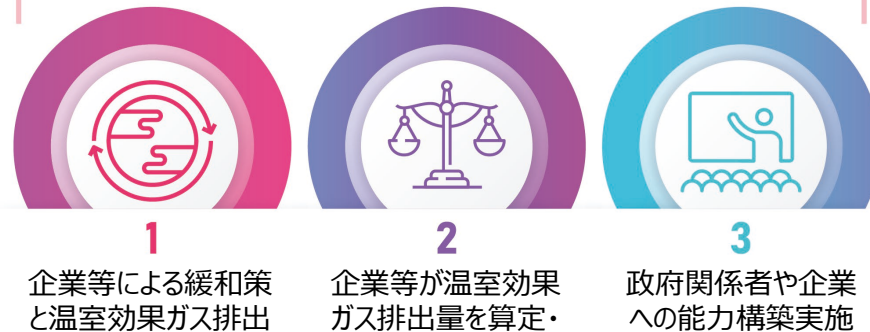 1
企業等による緩和策
と温室効果ガス排出
2
企業等が温室効果
ガス排出量を算定・
3
政府関係者や企業
への能力構築実施